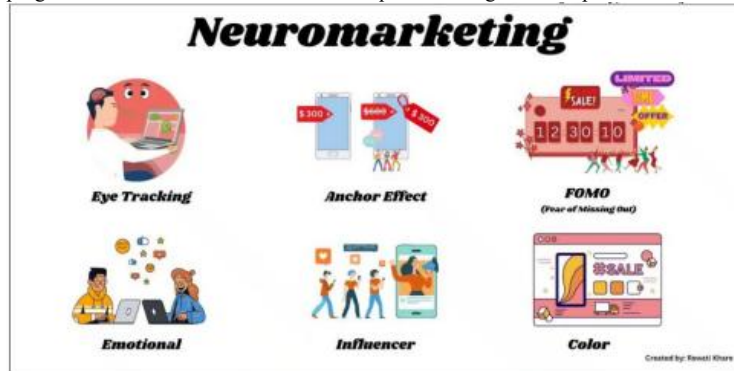 Neuromarketing
$300
$600
$300
SALE!
LIMITED
TIME
OFFER
12 30 10
Eye Tracking
Anchor Effect
FOMO
(Fear of Missing Out)
#SALE
Emotional
Influencer
Color
Created by: Rewati Khare